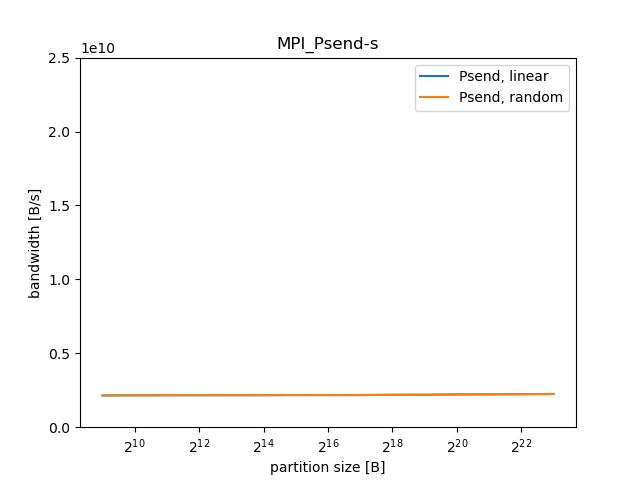 MPI_Psend-s
1e10
2.5
2.0
1.5
1.0
0.5
0.0
bandwidth [B/s]
Psend, linear
Psend, random
2^10 2^12 2^14 2^16 2^18 2^20 2^22
partition size [B]